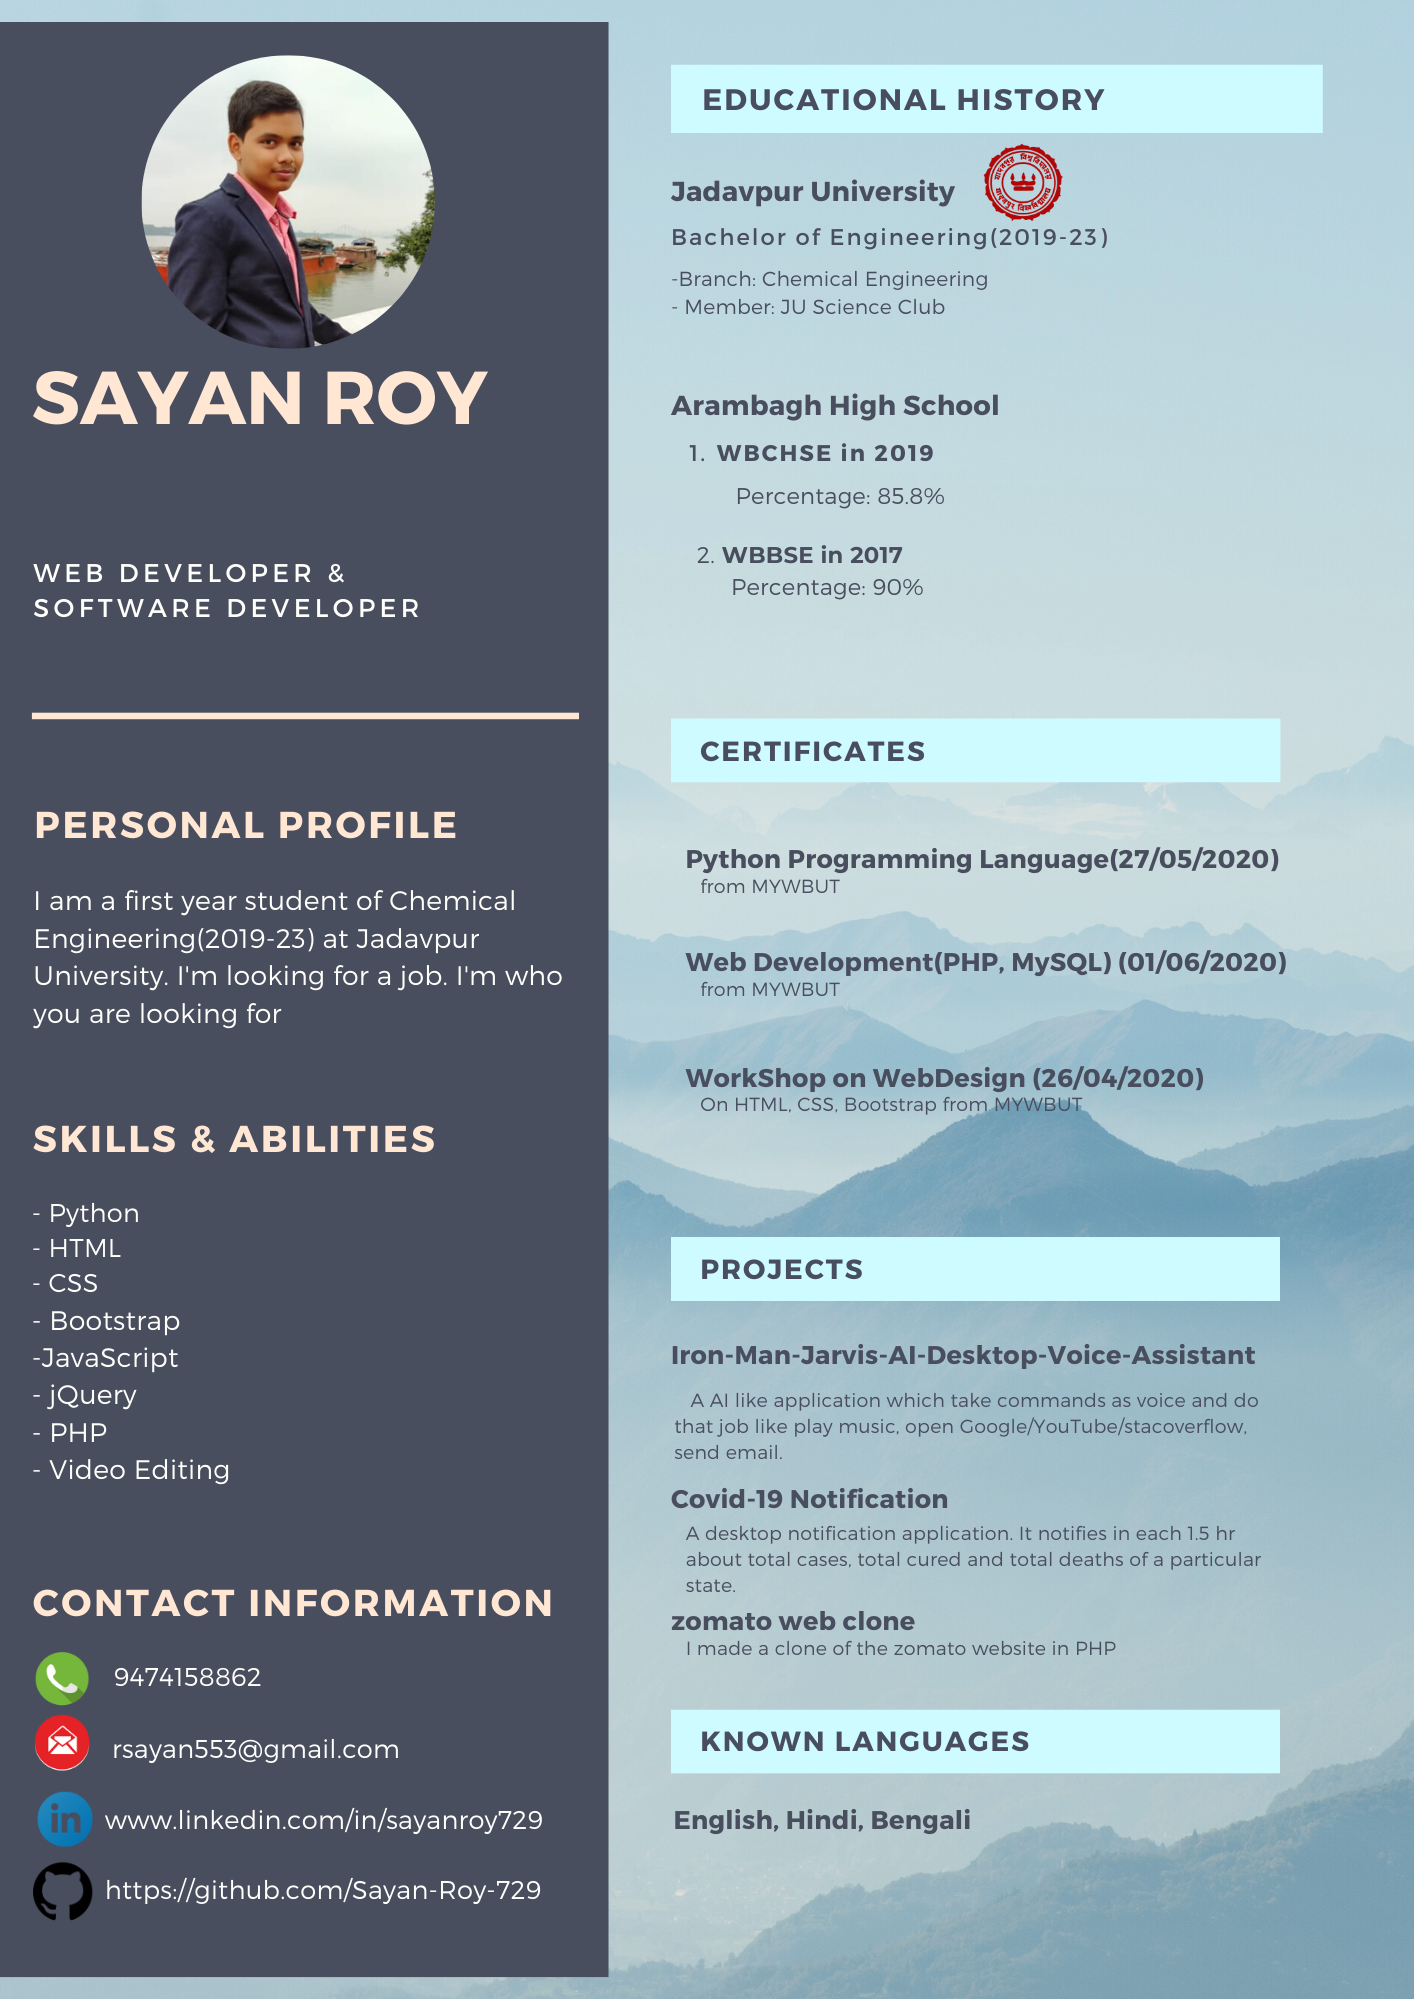 SAYAN ROY
WEB DEVELOPER &
SOFTWARE DEVELOPER
PERSONAL PROFILE
I am a first year student of Chemical
Engineering(2019-23) at Jadavpur
University. I'm looking for a job. I'm who
you are looking for
SKILLS & ABILITIES
- Python
- HTML
- CSS
- Bootstrap
-JavaScript
- jQuery
- PHP
- Video Editing
CONTACT INFORMATION
9474158862
rsayan553@gmail.com
in www.linkedin.com/in/sayanroy729
https://github.com/Sayan-Roy-729
EDUCATIONAL HISTORY
Jadavpur University
Bachelor of Engineering(2019-23)
-Branch: Chemical Engineering
- Member: JU Science Club
Arambagh High School
1. WBCHSE in 2019
Percentage: 85.8%
2. WBBSE in 2017
Percentage: 90%
CERTIFICATES
Python Programming Language(27/05/2020)
from MYWBUT
Web Development(PHP, MySQL) (01/06/2020)
from MYWBUT
WorkShop on WebDesign (26/04/2020)
On HTML, CSS, Bootstrap from MYWBUT
PROJECTS
Iron-Man-Jarvis-AI-Desktop-Voice-Assistant
A AI like application which take commands as voice and do
that job like play music, open Google/YouTube/stacoverflow,
send email.
Covid-19 Notification
A desktop notification application. It notifies in each 1.5 hr
about total cases, total cured and total deaths of a particular
state.
zomato web clone
I made a clone of the zomato website in PHP
KNOWN LANGUAGES
English, Hindi, Bengali